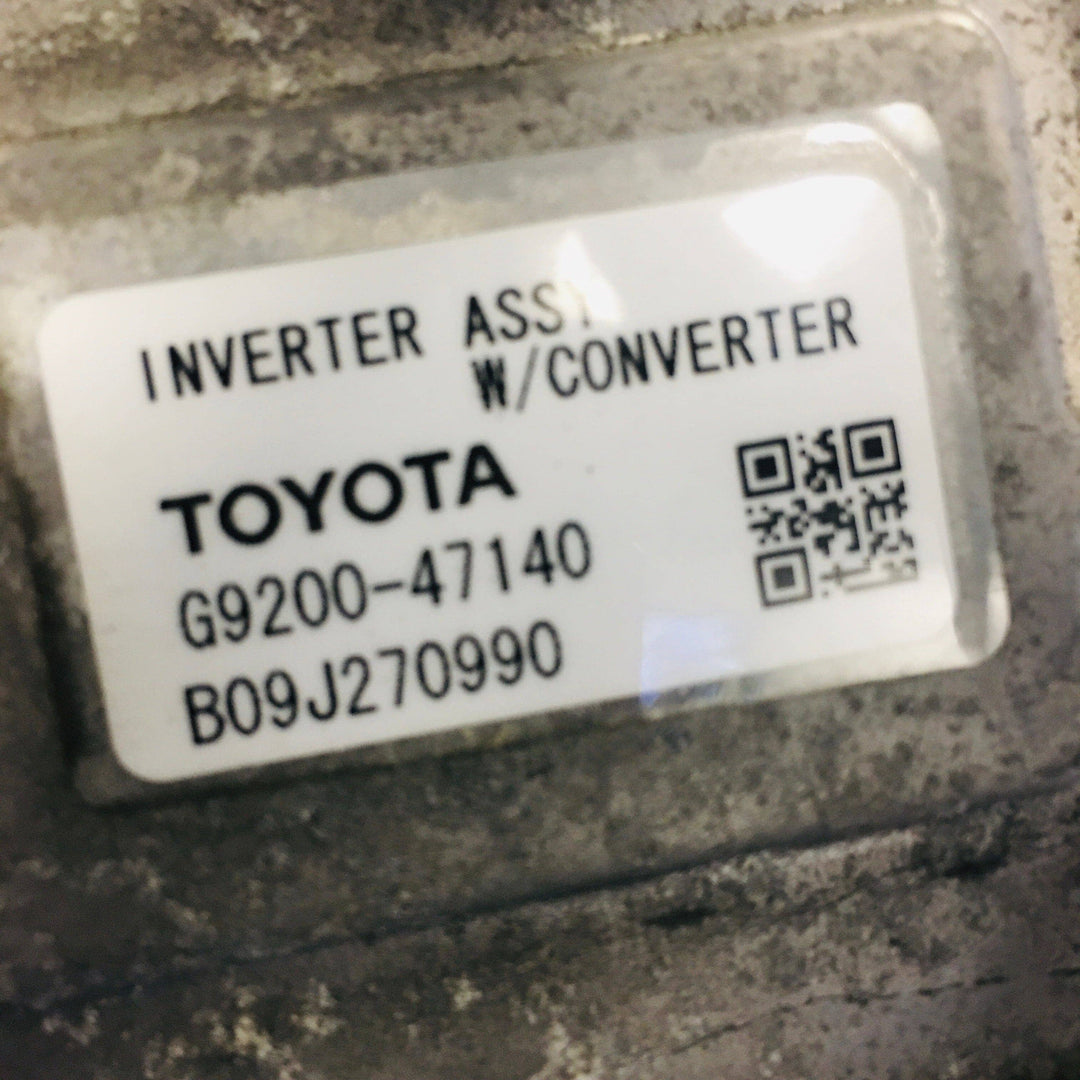 INVERTER ASSY
W/CONVERTER
TOYOTA
G9200-47140
B09J270990